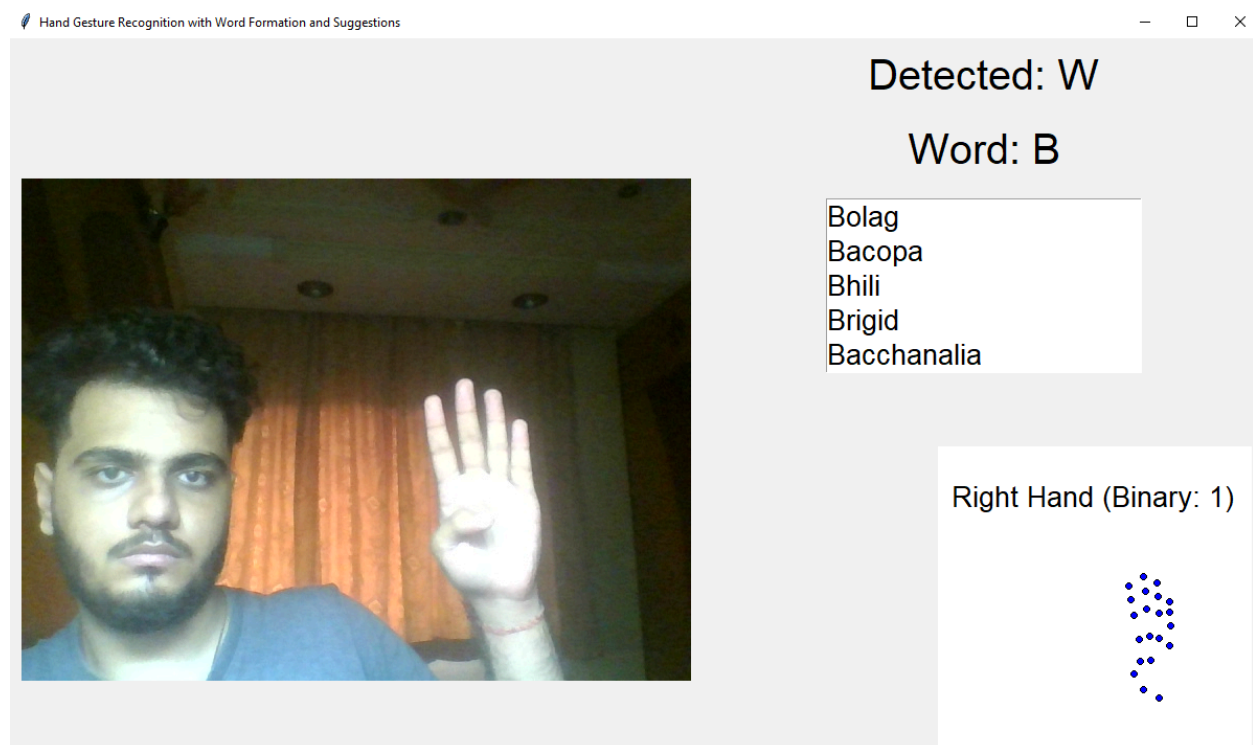 Hand Gesture Recognition with Word Formation and Suggestions
Detected: W
Word: B
Bolag
Bacopa
Bhili
Brigid
Bacchanalia
Right Hand (Binary: 1)